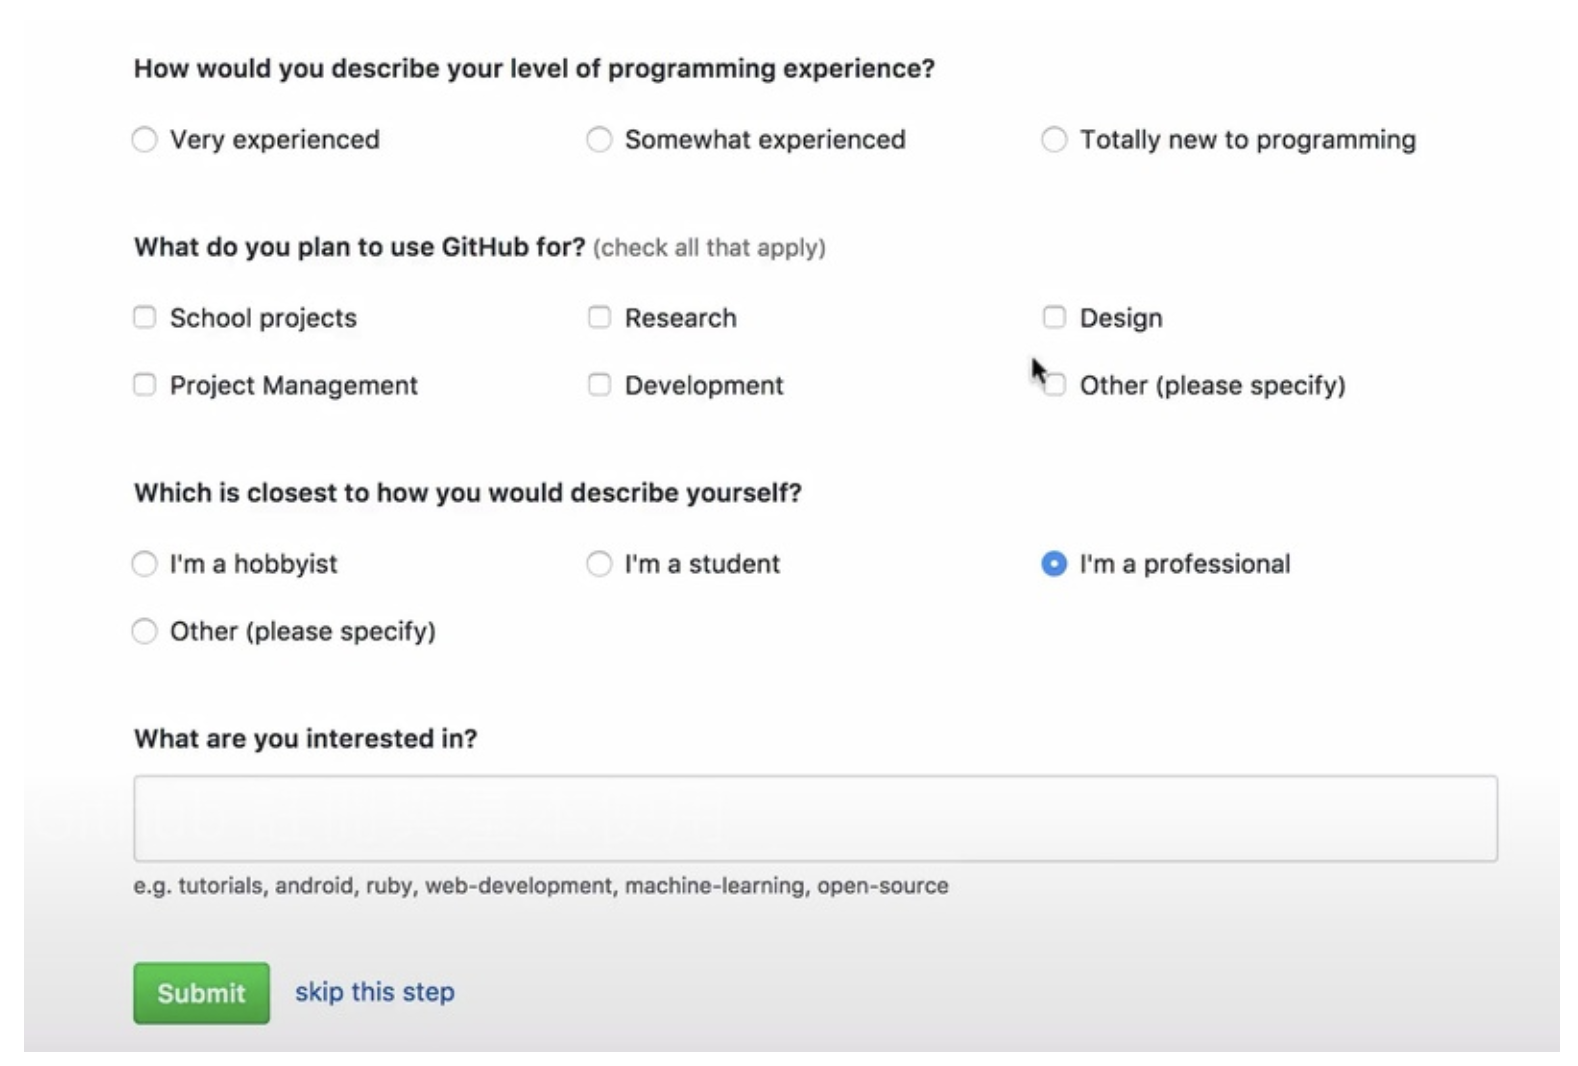 How would you describe your level of programming experience?
Very experienced Somewhat experienced Totally new to programming
What do you plan to use GitHub for? (check all that apply)
School projects Research Design
Project Management Development Other (please specify)
Which is closest to how you would describe yourself?
I'm a hobbyist I'm a student I'm a professional
Other (please specify)
What are you interested in?
e.g. tutorials, android, ruby, web-development, machine-learning, open-source
Submit skip this step